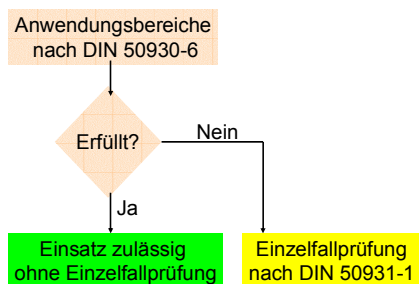 Anwendungsbereiche
nach DIN 50930-6
Erfüllt?
Nein
Ja
Einsatz zulässig
ohne Einzelfallprüfung
Einzelfallprüfung
nach DIN 50931-1